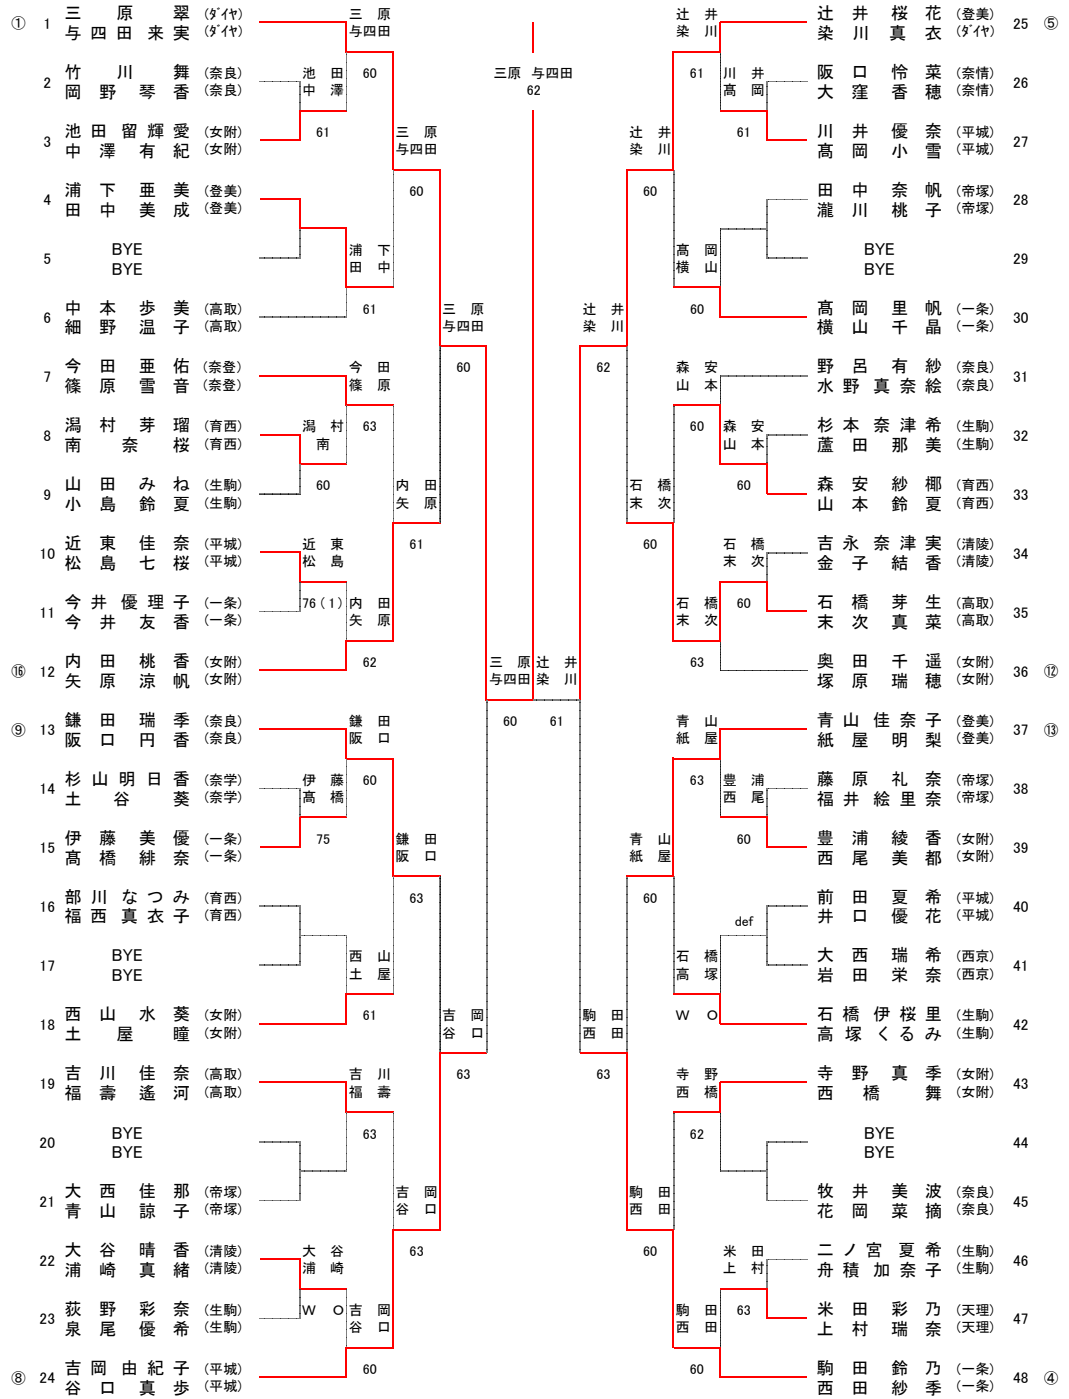 ① 1 三原 翠 (ﾀﾞｲﾔ)
与四田来実 (ﾀﾞｲﾔ)
2 竹川 舞 (奈良)
岡野琴香 (奈良)
3 池田留輝愛 (女附)
中澤有紀 (女附)
4 浦下亜美 (登美)
田中美成 (登美)
5 BYE
BYE
6 中本歩美 (高取)
細野温子 (高取)
7 今田亜佑 (奈登)
篠原雪音 (奈登)
8 潟村芽瑠 (育西)
南 奈桜 (育西)
9 山田みね (生駒)
小島鈴夏 (生駒)
10 近東佳奈 (平城)
松島七桜 (平城)
11 今井優理子 (一条)
今井友香 (一条)
⑯ 12 内田桃香 (女附)
矢原涼帆 (女附)
⑨ 13 鎌田瑞季 (奈良)
阪口円香 (奈良)
14 杉山明日香 (奈学)
土谷 葵 (奈学)
15 伊藤美優 (一条)
髙橋緋奈 (一条)
16 部川なつみ (育西)
福西真衣子 (育西)
17 BYE
BYE
18 西山水葵 (女附)
土屋 瞳 (女附)
19 吉川佳奈 (高取)
福壽遙河 (高取)
20 BYE
BYE
21 大西佳那 (帝塚)
青山諒子 (帝塚)
22 大谷晴香 (清陵)
浦崎真緒 (清陵)
23 荻野彩奈 (生駒)
泉尾優希 (生駒)
⑧ 24 吉岡由紀子 (平城)
谷口真歩 (平城)
池田
中澤
61
潟村
南
60
近東
松島
76(1)
伊藤
髙橋
75
大谷
浦崎
W O
三原
与四田
60
浦下
田中
61
今田
篠原
63
内田
矢原
62
鎌田
阪口
60
西山
土屋
61
吉川
福壽
63
吉岡
谷口
60
三原
与四田
60
内田
矢原
61
鎌田
阪口
63
吉岡
谷口
63
三原
与四田
60
吉岡
谷口
63
三原
与四田
60
三原 与四田
62
辻井
染川
61
辻井
染川
62
駒田
西田
63
辻井
染川
60
石橋
末次
60
青山
紙屋
60
駒田
西田
60
辻井
染川
61
髙岡
横山
60
森安
山本
60
石橋
末次
63
青山
紙屋
63
石橋
高塚
W O
寺野
西橋
62
駒田
西田
60
川井
髙岡
61
森安
山本
60
石橋
末次
60
豊浦
西尾
60
def
米田
上村
63
辻井桜花 (登美) 25 ⑤
染川真衣 (ﾀﾞｲﾔ)
阪口怜菜 (奈情) 26
大窪香穂 (奈情)
川井優奈 (平城) 27
髙岡小雪 (平城)
田中奈帆 (帝塚) 28
瀧川桃子 (帝塚)
BYE 29
BYE
髙岡里帆 (一条) 30
横山千晶 (一条)
野呂有紗 (奈良) 31
水野真奈絵 (奈良)
杉本奈津希 (生駒) 32
蘆田那美 (生駒)
森安紗椰 (育西) 33
山本鈴夏 (育西)
吉永奈津実 (清陵) 34
金子結香 (清陵)
石橋芽生 (高取) 35
末次真菜 (高取)
奥田千遥 (女附) 36 ⑫
塚原瑞穂 (女附)
青山佳奈子 (登美) 37 ⑬
紙屋明梨 (登美)
藤原礼奈 (帝塚) 38
福井絵里奈 (帝塚)
豊浦綾香 (女附) 39
西尾美都 (女附)
前田夏希 (平城) 40
井口優花 (平城)
大西瑞希 (西京) 41
岩田栄奈 (西京)
石橋伊桜里 (生駒) 42
高塚くるみ (生駒)
寺野真季 (女附) 43
西橋 舞 (女附)
BYE 44
BYE
牧井美波 (奈良) 45
花岡菜摘 (奈良)
二ノ宮夏希 (生駒) 46
舟積加奈子 (生駒)
米田彩乃 (天理) 47
上村瑞奈 (天理)
駒田鈴乃 (一条) 48 ④
西田紗季 (一条)